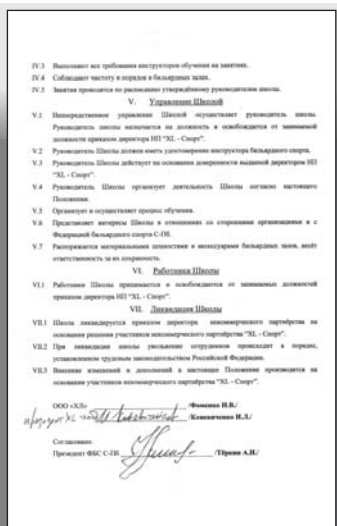 IV.3 Выполняют все требования инструкторов обучения на занятиях.
IV.4 Соблюдают чистоту и порядок в бильярдных залах.
IV.5 Занятия проводятся по расписанию утверждённому руководителем школы.
V. Управление Школой
V.1 Непосредственное управление Школой осуществляет руководитель школы.
Руководитель школы назначается на должность и освобождается от занимаемой
должности приказом директора НП "XL - Спорт".
V.2 Руководитель Школы должен иметь удостоверение инструктора бильярдного спорта.
V.3 Руководитель Школы действует на основании доверенности выданной директором НП
"XL - Спорт".
V.4 Руководитель Школы организует деятельность Школы согласно настоящего
Положения.
V.5 Организует и осуществляет процесс обучения.
V.6 Представляет интересы Школы в отношениях со сторонними организациями и с
Федерацией бильярдного спорта С-Пб.
V.7 Распоряжается материальными ценностями и аксессуарами бильярдных залов, несёт
ответственность за их сохранность.
VI. Работники Школы
VI.1 Работники Школы принимаются и освобождаются от занимаемых должностей
приказом директора НП "XL - Спорт".
VII. Ликвидация Школы
VII.1 Школа ликвидируется приказом директора некоммерческого партнёрства на
основании решения участников некоммерческого партнёрства "XL - Спорт".
VII.2 При ликвидации школы увольнение сотрудников происходит в порядке,
установленном трудовым законодательством Российской Федерации.
VII.3 Внесение изменений и дополнений в настоящее Положение производится на
основании участников некоммерческого партнёрства "XL - Спорт".
ООО «ХЛ» /Фоменко И.В./
президент XL /Конопиченко И.Л./
Согласовано:
Президент ФБС С-Пб /Тёркин А.И./